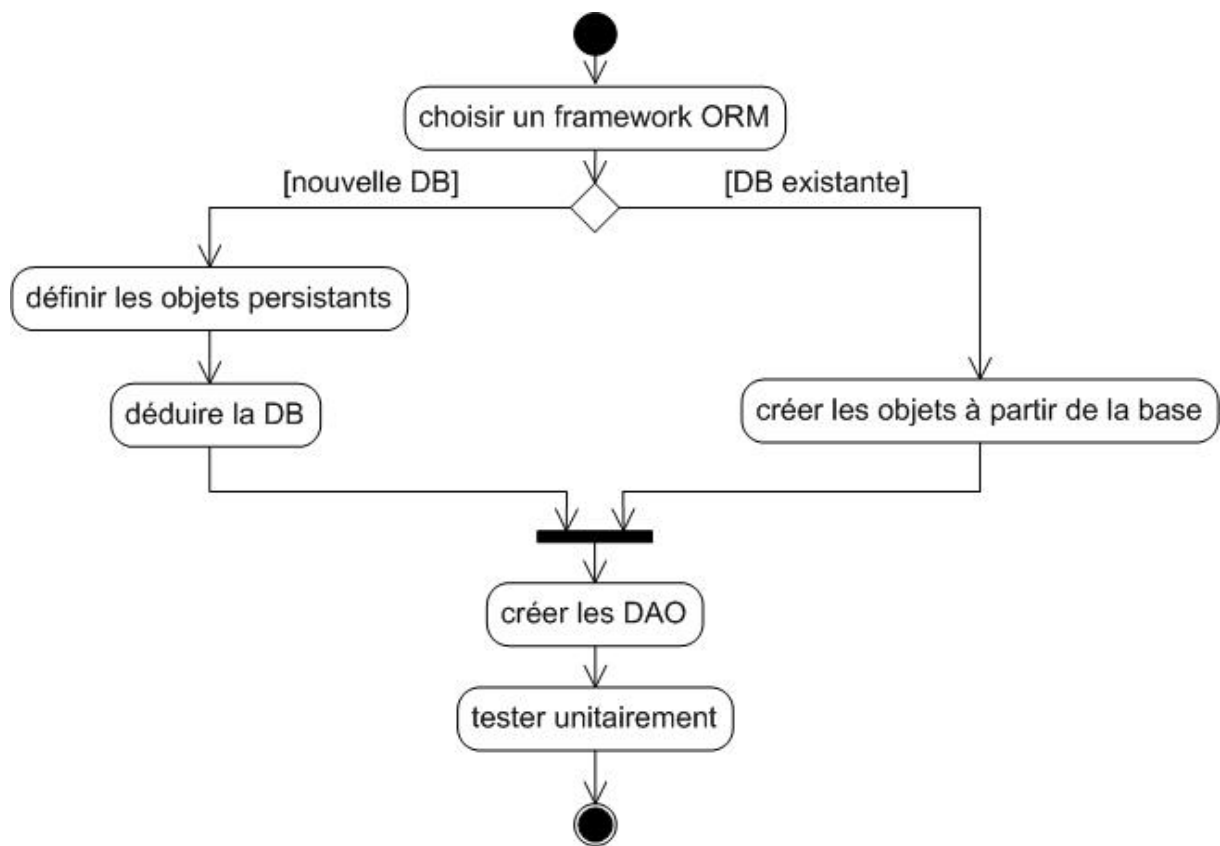 choisir un framework ORM
[nouvelle DB]
[DB existante]
définir les objets persistants
déduire la DB
créer les objets à partir de la base
créer les DAO
tester unitairement